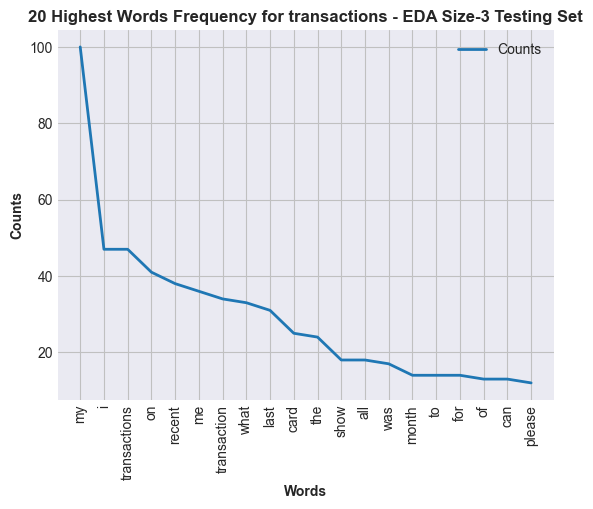 20 Highest Words Frequency for transactions - EDA Size-3 Testing Set
Counts
100
80
60
40
20
Counts
my
i
transactions
on
recent
me
transaction
what
last
card
the
show
all
was
month
to
for
of
can
please
Words